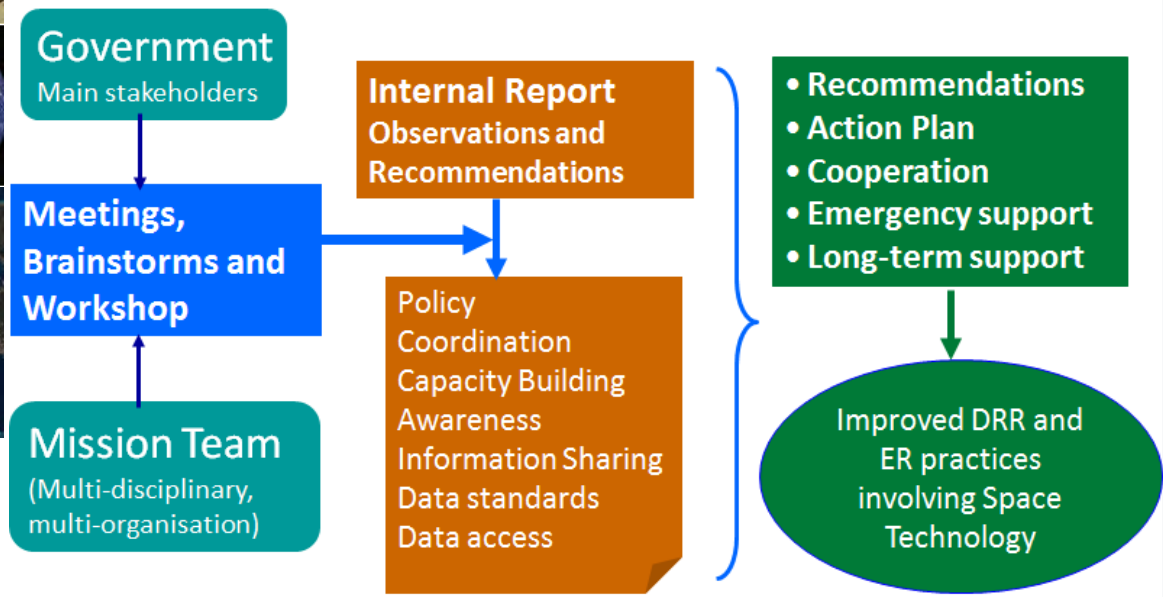 Government
Main stakeholders
Meetings,
Brainstorms and
Workshop
Mission Team
(Multi-disciplinary,
multi-organisation)
Internal Report
Observations and
Recommendations
Policy
Coordination
Capacity Building
Awareness
Information Sharing
Data standards
Data access
• Recommendations
• Action Plan
• Cooperation
• Emergency support
• Long-term support
Improved DRR and
ER practices
involving Space
Technology